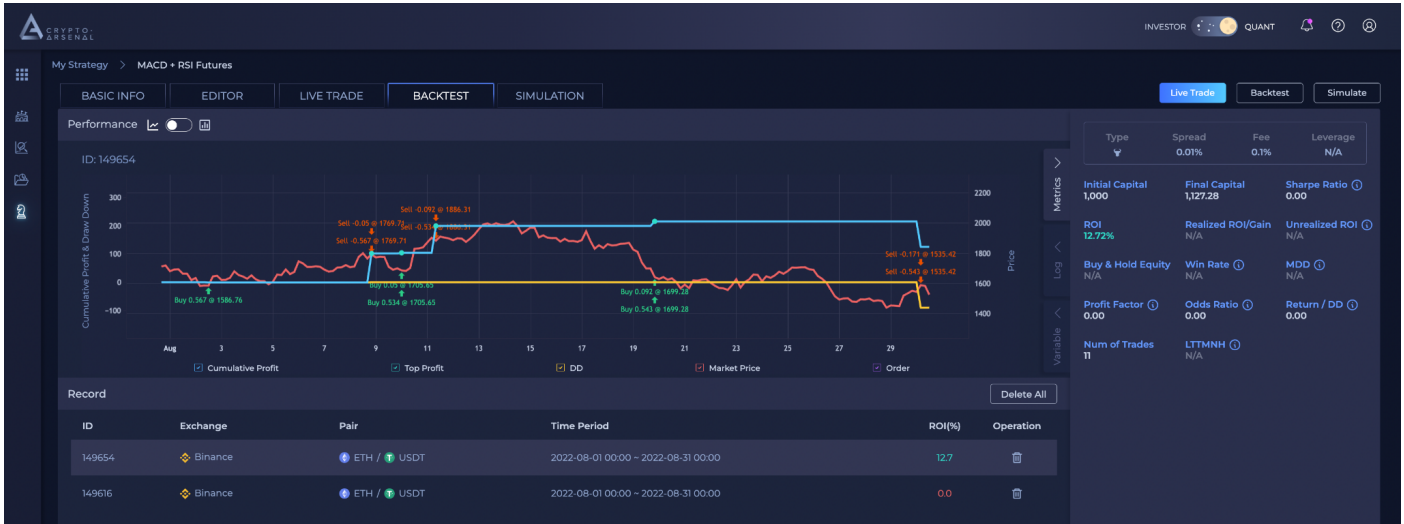 CRYPTO-
ARSENAL
INVESTOR QUANT
My Strategy > MACD + RSI Futures
BASIC INFO EDITOR LIVE TRADE BACKTEST SIMULATION
Live Trade Backtest Simulate
Performance
ID: 149654
Cumulative Profit & Draw Down
300
200
100
0
-100
Sell -0.05 @ 1769.71
Sell -0.567 @ 1769.71
Sell -0.092 @ 1886.31
Sell -0.534 @ 1886.31
Buy 0.567 @ 1586.76
Buy 0.05 @ 1705.65
Buy 0.534 @ 1705.65
Buy 0.092 @ 1699.28
Buy 0.543 @ 1699.28
Sell -0.171 @ 1535.42
Sell -0.543 @ 1535.42
2200
2000
1800
1600
1400
Price
Aug 3 5 7 9 11 13 15 17 19 21 23 25 27 29
Cumulative Profit Top Profit DD Market Price Order
Metrics
Log
Variable
Type Spread Fee Leverage
0.01% 0.1% N/A
Initial Capital Final Capital Sharpe Ratio
1,000 1,127.28 0.00
ROI Realized ROI/Gain Unrealized ROI
12.72% N/A N/A
Buy & Hold Equity Win Rate MDD
N/A N/A N/A
Profit Factor Odds Ratio Return / DD
0.00 0.00 0.00
Num of Trades LTTMNH
11 N/A
Record Delete All
ID Exchange Pair Time Period ROI(%) Operation
149654 Binance ETH / USDT 2022-08-01 00:00 ~ 2022-08-31 00:00 12.7
149616 Binance ETH / USDT 2022-08-01 00:00 ~ 2022-08-31 00:00 0.0